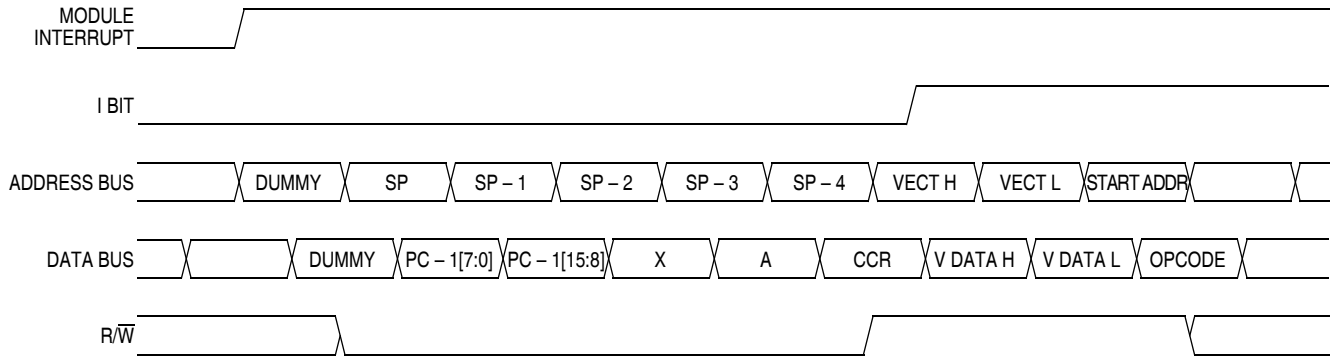 MODULE
INTERRUPT
I BIT
ADDRESS BUS DUMMY SP SP – 1 SP – 2 SP – 3 SP – 4 VECT H VECT L START ADDR
DATA BUS DUMMY PC – 1[7:0] PC – 1[15:8] X A CCR V DATA H V DATA L OPCODE
R/W̅